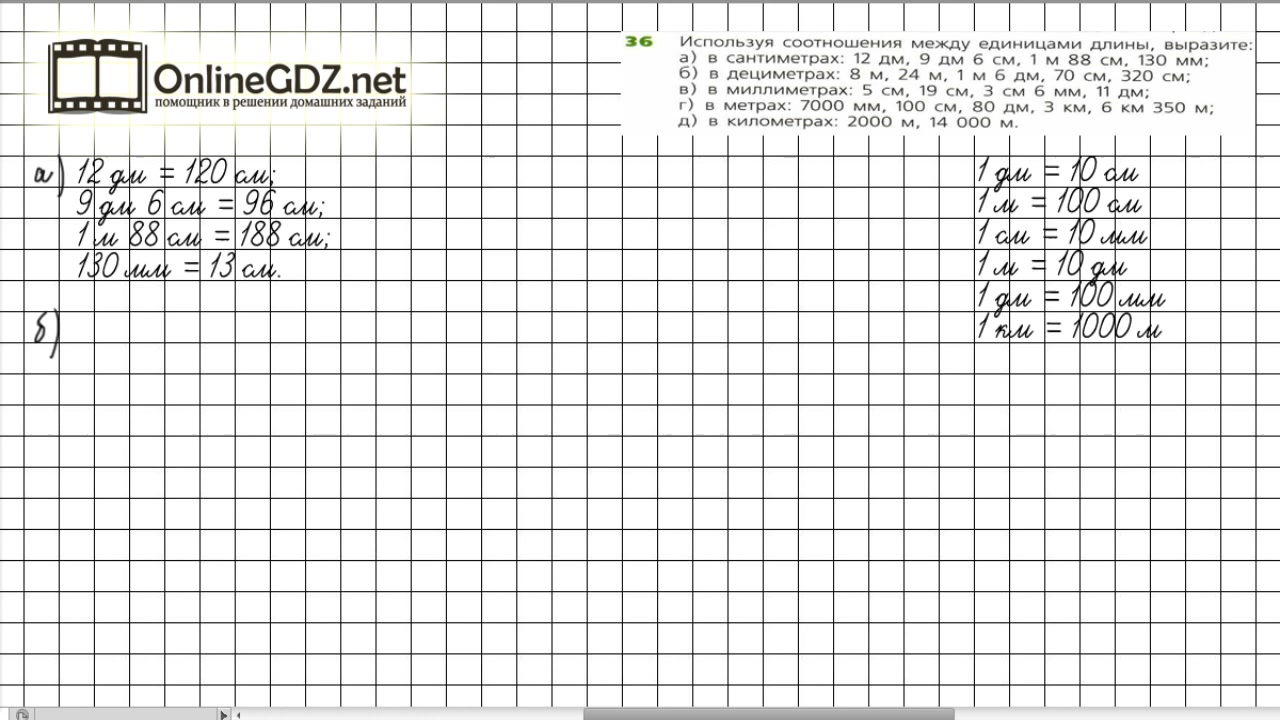 OnlineGDZ.net
помощник в решении домашних заданий
36 Используя соотношения между единицами длины, выразите:
а) в сантиметрах: 12 дм, 9 дм 6 см, 1 м 88 см, 130 мм;
б) в дециметрах: 8 м, 24 м, 1 м 6 дм, 70 см, 320 см;
в) в миллиметрах: 5 см, 19 см, 3 см 6 мм, 11 дм;
г) в метрах: 7000 мм, 100 см, 80 дм, 3 км, 6 км 350 м;
д) в километрах: 2000 м, 14 000 м.
а) 12 дм = 120 см;
9 дм 6 см = 96 см;
1 м 88 см = 188 см;
130 мм = 13 см.
б)
1 дм = 10 см
1 м = 100 см
1 см = 10 мм
1 м = 10 дм
1 дм = 100 мм
1 км = 1000 м